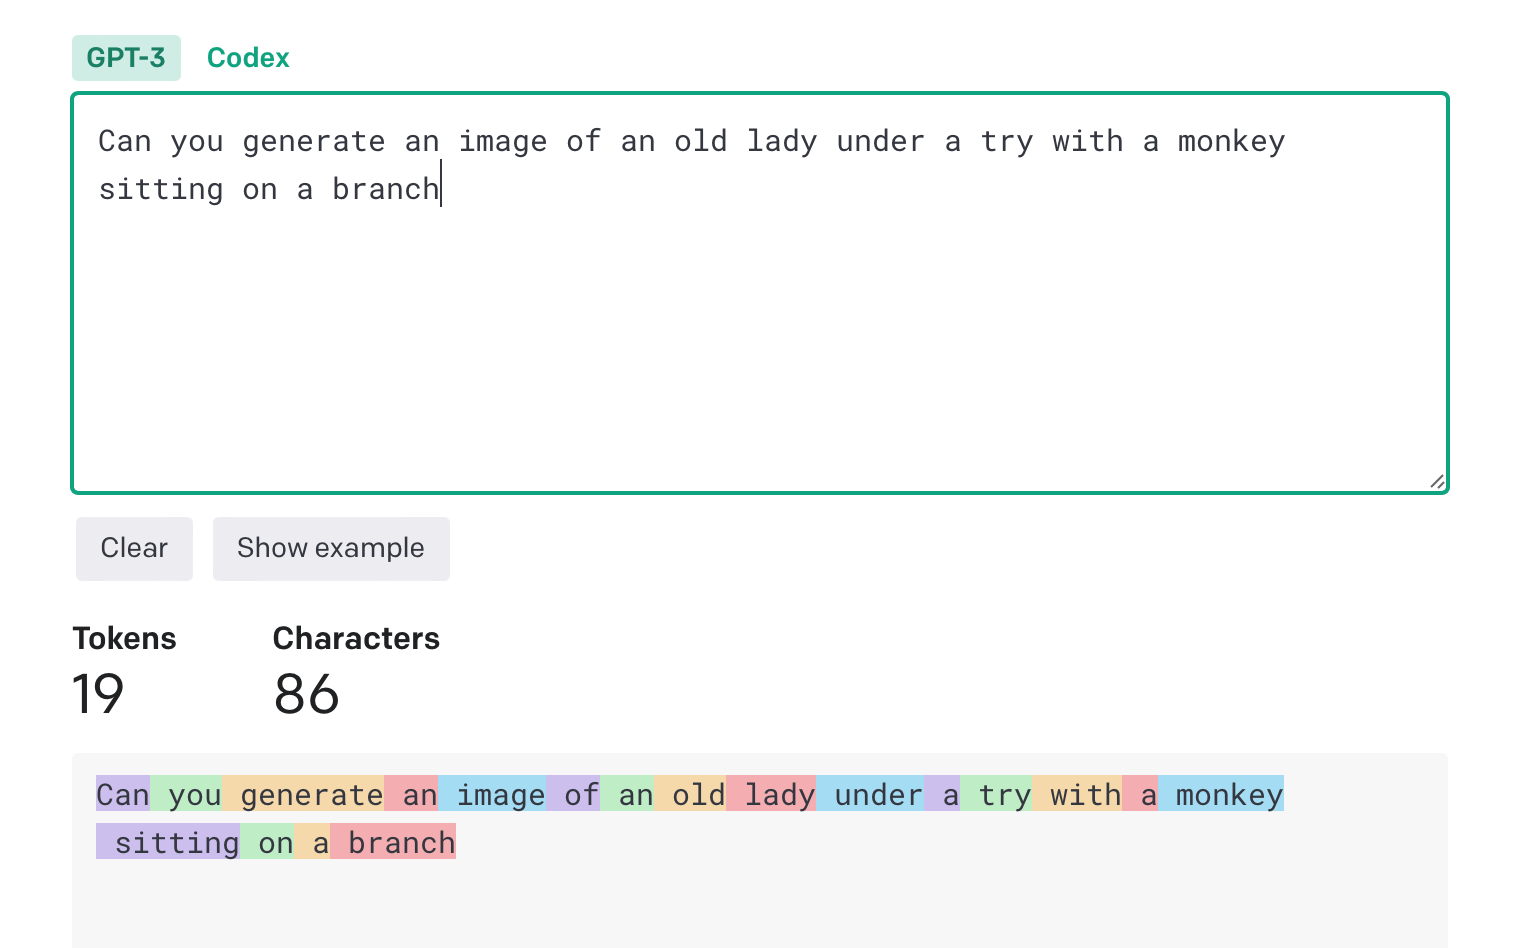 GPT-3 Codex
Can you generate an image of an old lady under a try with a monkey
sitting on a branch
Clear Show example
Tokens Characters
19 86
Can you generate an image of an old lady under a try with a monkey
sitting on a branch